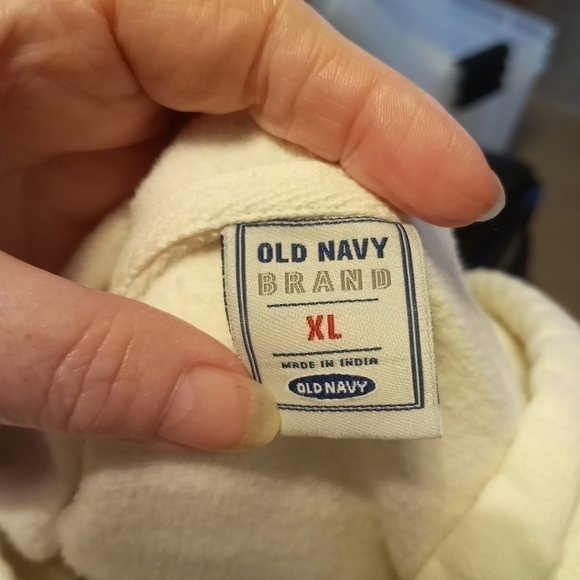 OLD NAVY
BRAND
XL
MADE IN INDIA
OLD NAVY